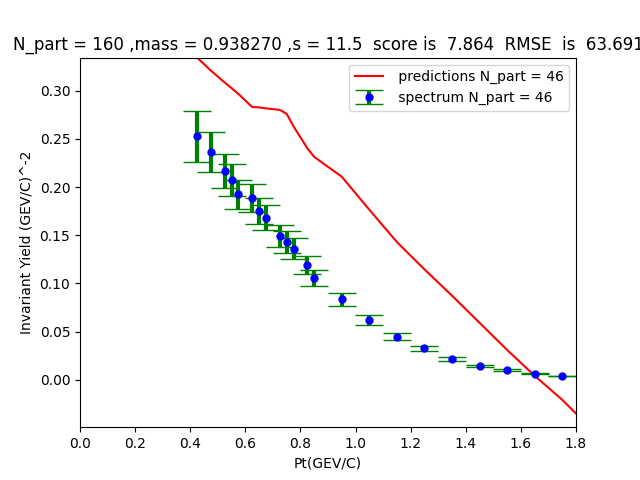 N_part = 160 ,mass = 0.938270 ,s = 11.5  score is  7.864  RMSE  is  63.691
predictions N_part = 46
spectrum N_part = 46
Invariant Yield (GEV/C)^-2
0.30
0.25
0.20
0.15
0.10
0.05
0.00
0.0 0.2 0.4 0.6 0.8 1.0 1.2 1.4 1.6 1.8
Pt(GEV/C)